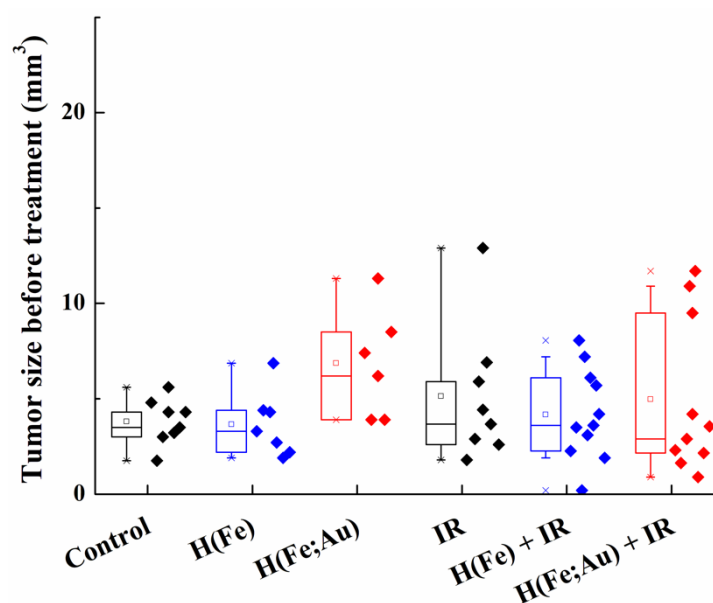 Tumor size before treatment (mm³)
20
10
0
Control
H(Fe)
H(Fe;Au)
IR
H(Fe) + IR
H(Fe;Au) + IR